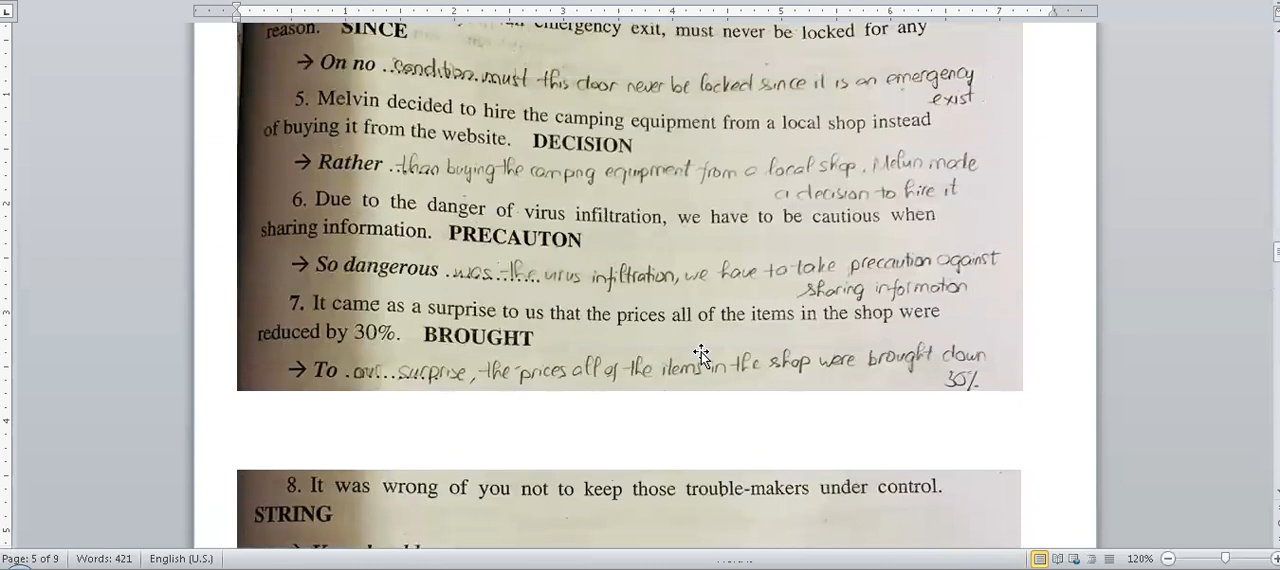 reason. SINCE emergency exit, must never be locked for any
→ On no ..condition..must this door never be locked since it is an emergency
exist
5. Melvin decided to hire the camping equipment from a local shop instead
of buying it from the website. DECISION
→ Rather ..than buying the camping equipment from a local shop, Melvin made
a decision to hire it
6. Due to the danger of virus infiltration, we have to be cautious when
sharing information. PRECAUTON
→ So dangerous ..was..the.. virus infiltration, we have to take precaution against
sharing information
7. It came as a surprise to us that the prices all of the items in the shop were
reduced by 30%. BROUGHT
→ To .our...surprise, the prices all of the items in the shop were brought down
30%
8. It was wrong of you not to keep those trouble-makers under control.
STRING
Page: 5 of 9 Words: 421 English (U.S.) 120%